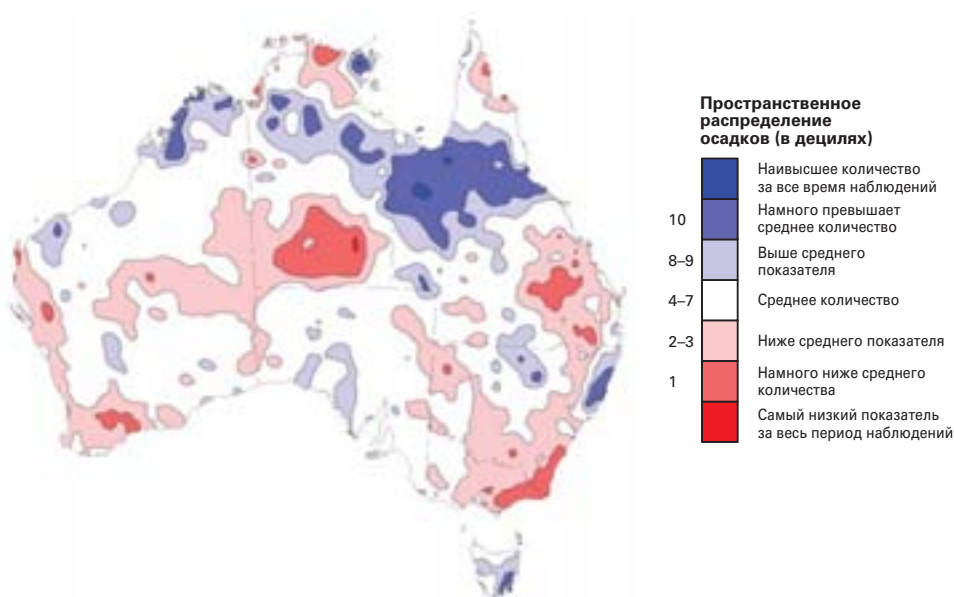 Пространственное
распределение
осадков (в децилях)
Наивысшее количество
за все время наблюдений
10
Намного превышает
среднее количество
8–9
Выше среднего
показателя
4–7
Среднее количество
2–3
Ниже среднего показателя
1
Намного ниже среднего
количества
Самый низкий показатель
за весь период наблюдений